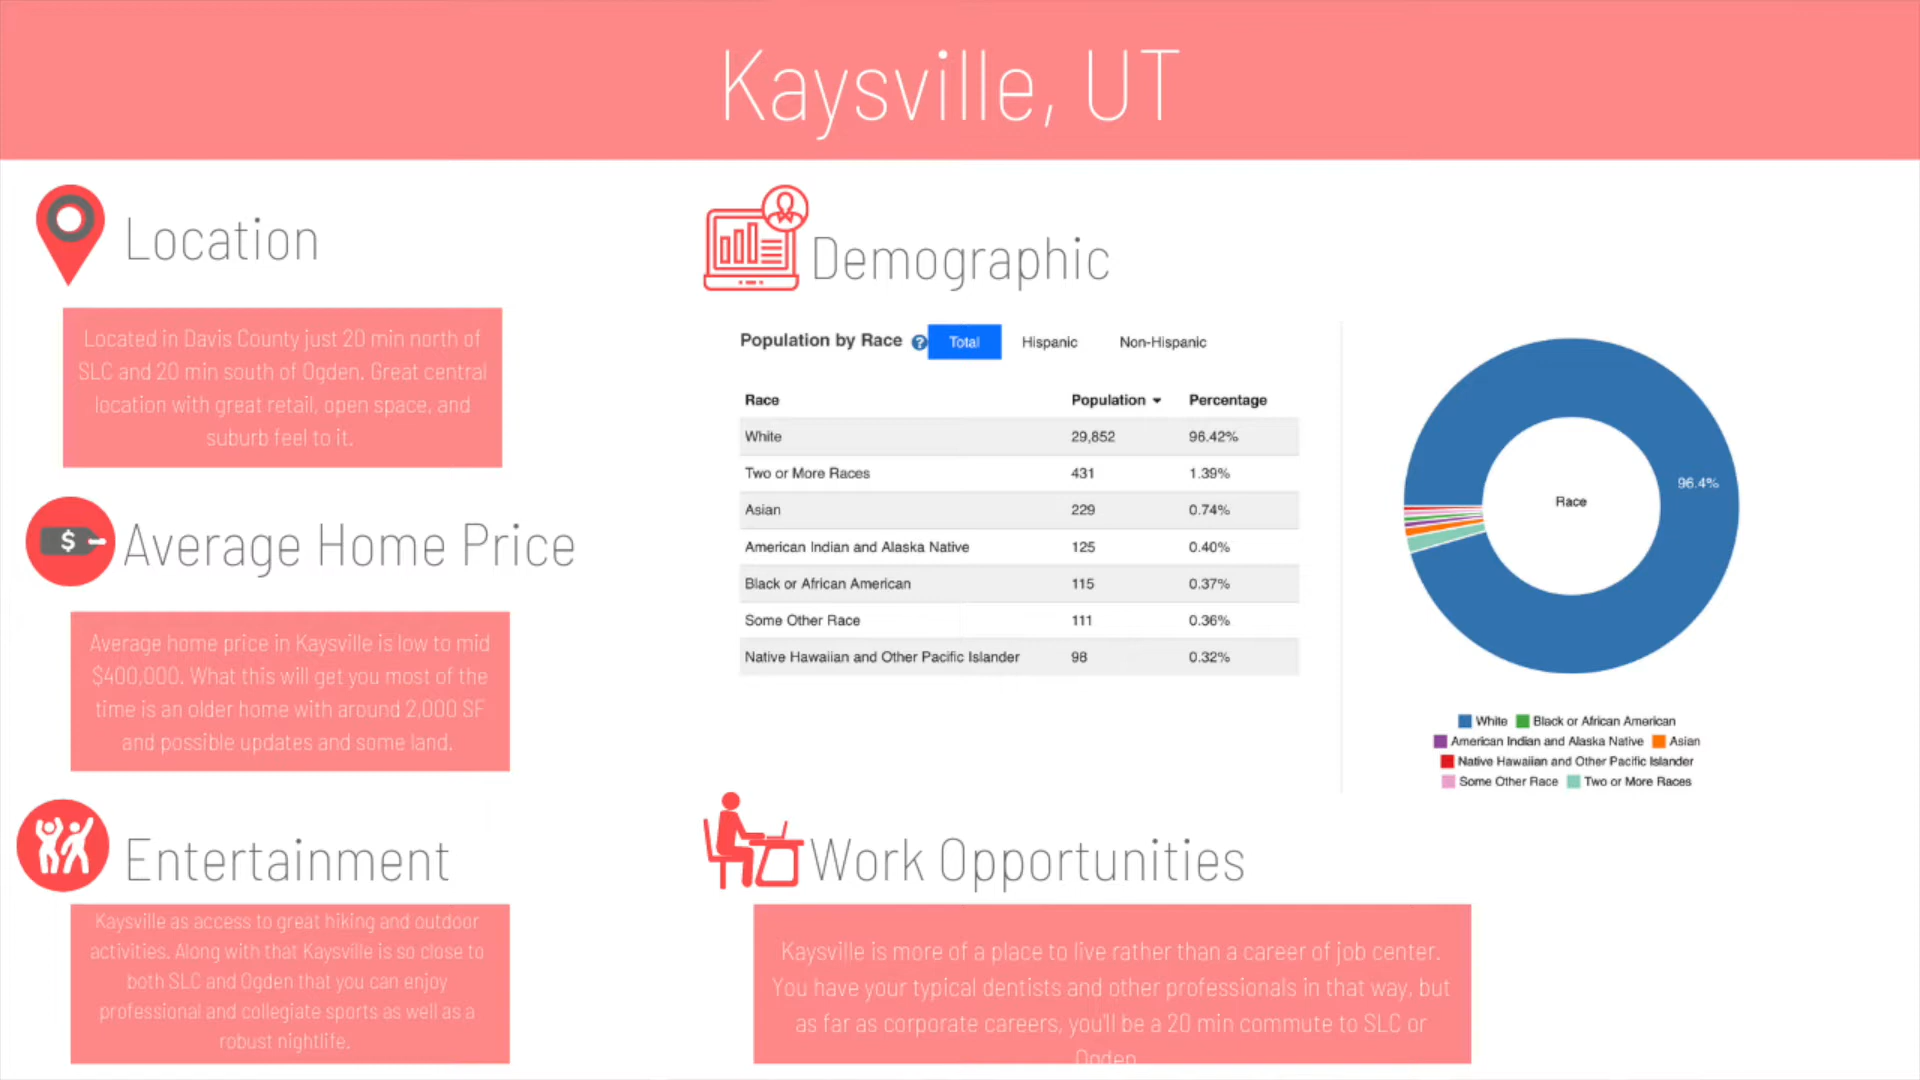 Kaysville, UT
Location
Located in Davis County just 20 min north of
SLC and 20 min south of Ogden. Great central
location with great retail, open space, and
suburb feel to it.
Average Home Price
$
Average home price in Kaysville is low to mid
$400,000. What this will get you most of the
time is an older home with around 2,000 SF
and possible updates and some land.
Entertainment
Kaysville as access to great hiking and outdoor
activities. Along with that Kaysville is so close to
both SLC and Ogden that you can enjoy
professional and collegiate sports as well as a
robust nightlife.
Demographic
Population by Race ? Total Hispanic Non-Hispanic
Race Population Percentage
White 29,852 96.42%
Two or More Races 431 1.39%
Asian 229 0.74%
American Indian and Alaska Native 125 0.40%
Black or African American 115 0.37%
Some Other Race 111 0.36%
Native Hawaiian and Other Pacific Islander 98 0.32%
96.4%
Race
White Black or African American
American Indian and Alaska Native Asian
Native Hawaiian and Other Pacific Islander
Some Other Race Two or More Races
Work Opportunities
Kaysville is more of a place to live rather than a career of job center.
You have your typical dentists and other professionals in that way, but
as far as corporate careers, you'll be a 20 min commute to SLC or
Ogden